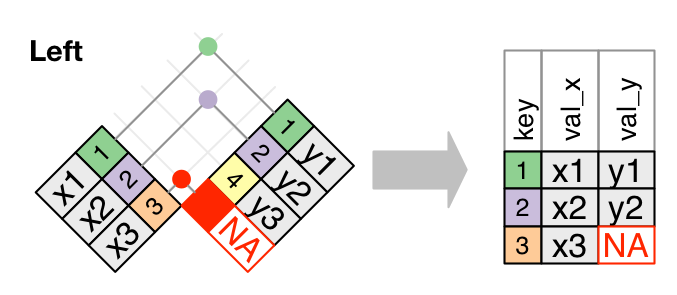 Left
1 x1
2 x2
3 x3
1 y1
2 y2
4 y3
NA
key val_x val_y
1 x1 y1
2 x2 y2
3 x3 NA